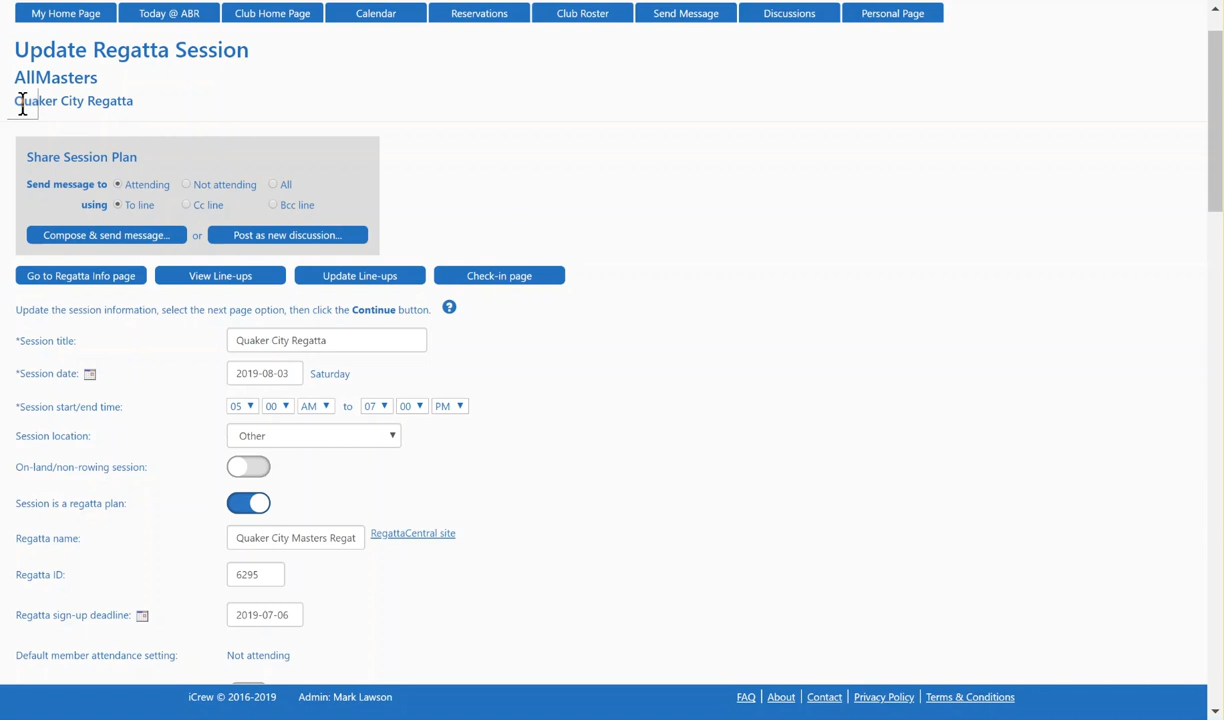 My Home Page Today @ ABR Club Home Page Calendar Reservations Club Roster Send Message Discussions Personal Page
Update Regatta Session
AllMasters
Quaker City Regatta
Share Session Plan
Send message to Attending Not attending All
using To line Cc line Bcc line
Compose & send message... or Post as new discussion...
Go to Regatta Info page View Line-ups Update Line-ups Check-in page
Update the session information, select the next page option, then click the Continue button. ?
*Session title: Quaker City Regatta
*Session date: 2019-08-03 Saturday
*Session start/end time: 05 00 AM to 07 00 PM
Session location: Other
On-land/non-rowing session:
Session is a regatta plan:
Regatta name: Quaker City Masters Regat RegattaCentral site
Regatta ID: 6295
Regatta sign-up deadline: 2019-07-06
Default member attendance setting: Not attending
iCrew © 2016-2019 Admin: Mark Lawson FAQ | About | Contact | Privacy Policy | Terms & Conditions